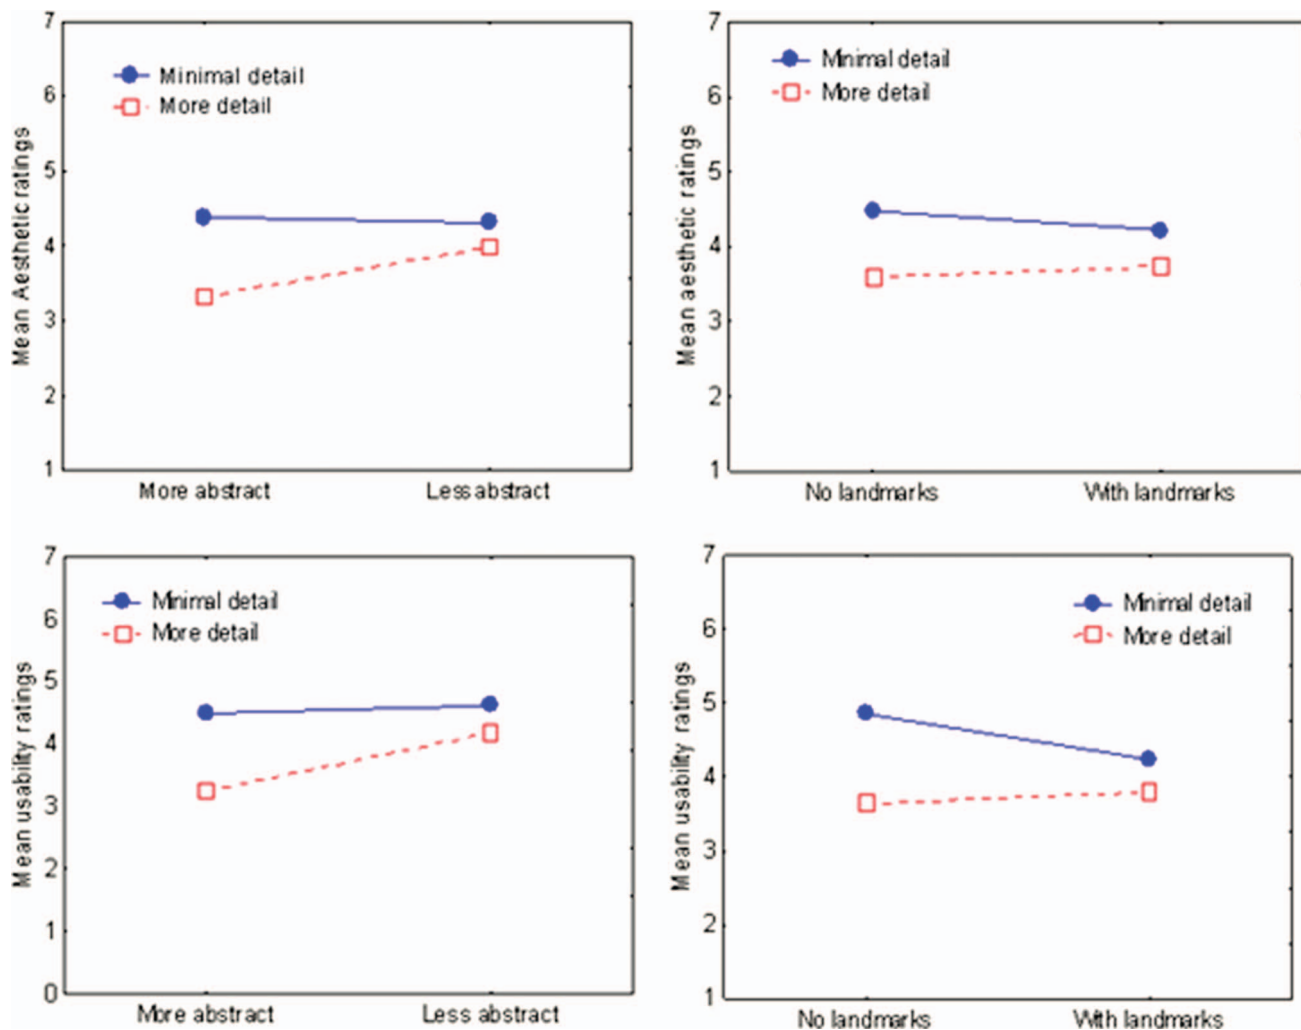 Mean Aesthetic ratings
7
6
5
4
3
2
1
Minimal detail
More detail
More abstract
Less abstract
Mean aesthetic ratings
7
6
5
4
3
2
1
Minimal detail
More detail
No landmarks
With landmarks
Mean usability ratings
7
6
5
4
3
2
1
0
Minimal detail
More detail
More abstract
Less abstract
Mean usability ratings
7
6
5
4
3
2
1
Minimal detail
More detail
No landmarks
With landmarks